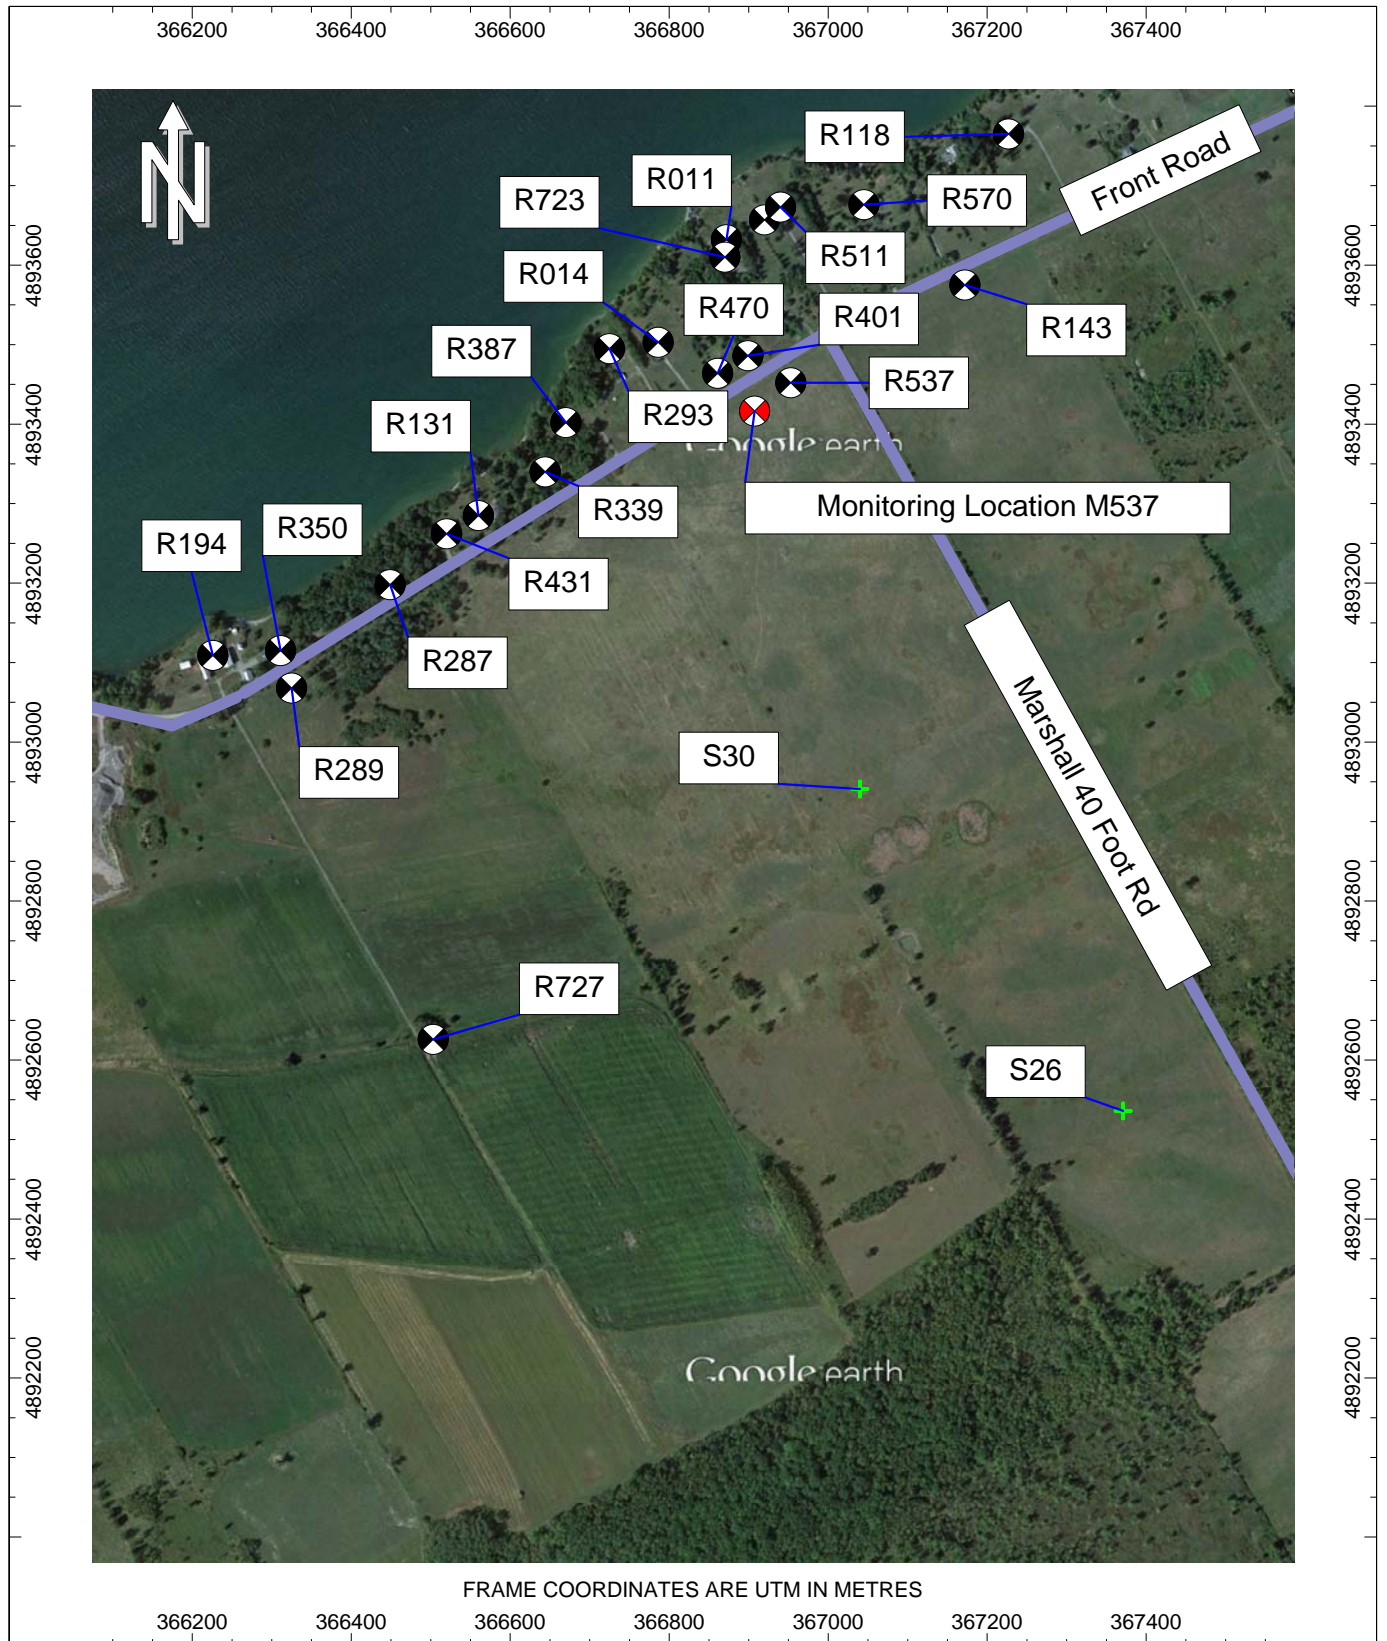 366200 366400 366600 366800 367000 367200 367400
N
R118
Front Road
R011
R723
R570
R511
R014
4893600
4893600
R470
R401
R143
R387
R537
R293
4893400
4893400
R131
Google earth
R339
Monitoring Location M537
R350
R194
R431
4893200
4893200
R287
R289
S30
4893000
4893000
Marshall 40 Foot Rd
4892800
4892800
R727
S26
4892600
4892600
4892400
4892400
Google earth
4892200
4892200
FRAME COORDINATES ARE UTM IN METRES
366200 366400 366600 366800 367000 367200 367400